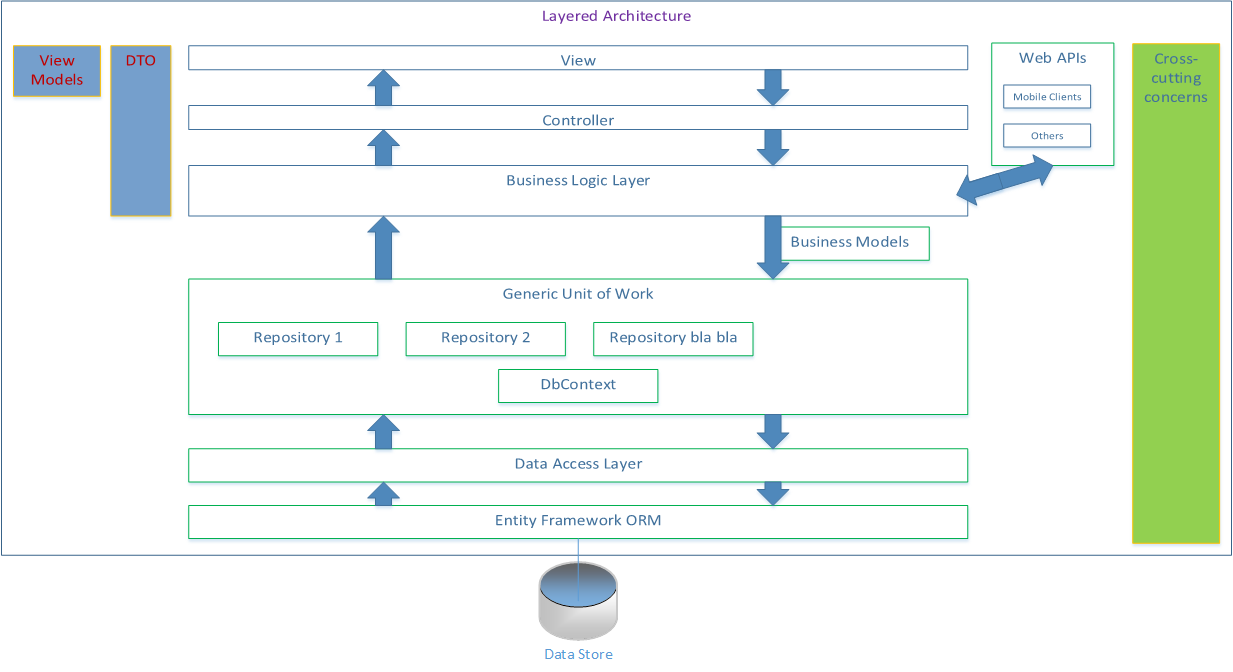 Layered Architecture
View
Models
DTO
View
Web APIs
Cross-
cutting
concerns
Mobile Clients
Others
Controller
Business Logic Layer
Business Models
Generic Unit of Work
Repository 1
Repository 2
Repository bla bla
DbContext
Data Access Layer
Entity Framework ORM
Data Store